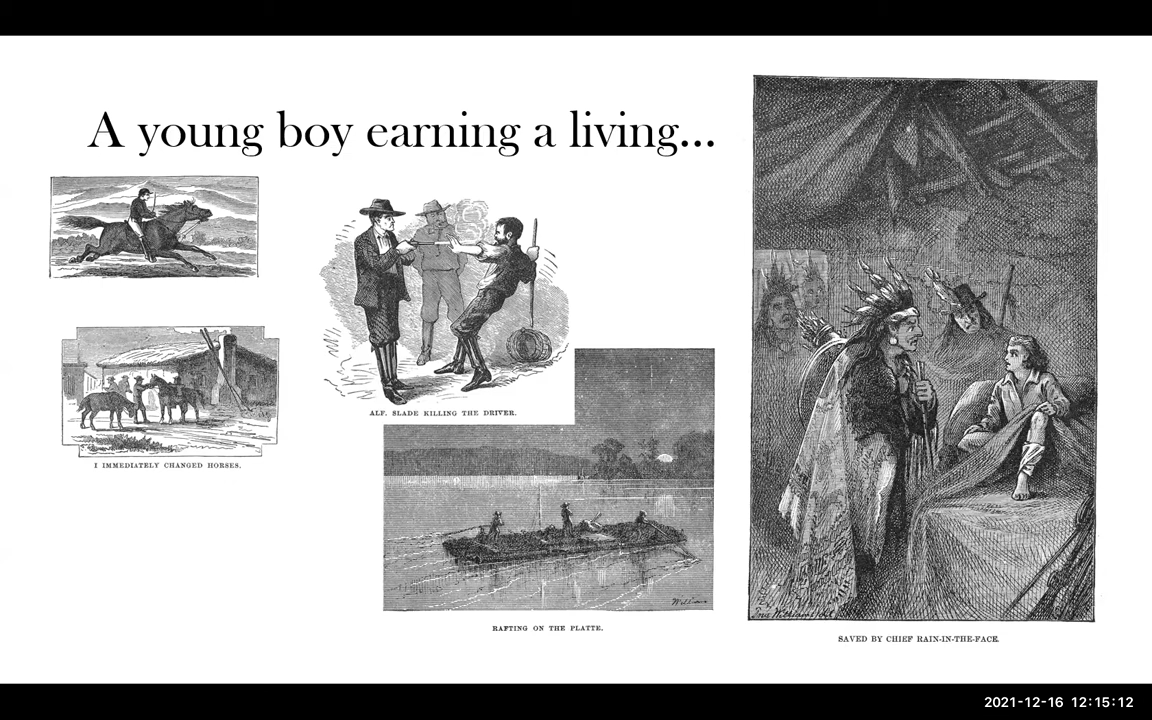 A young boy earning a living...
ALF. SLADE KILLING THE DRIVER.
I IMMEDIATELY CHANGED HORSES.
RAFTING ON THE PLATTE.
SAVED BY CHIEF RAIN-IN-THE-FACE.
2021-12-16 12:15:12